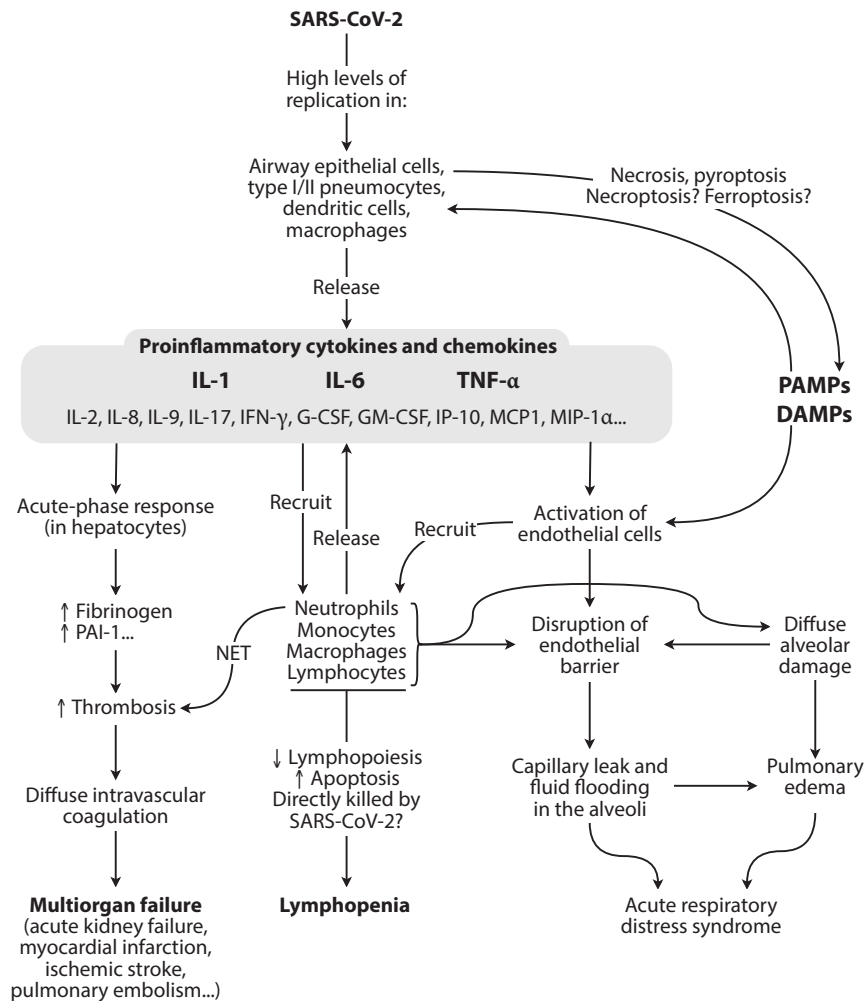 SARS-CoV-2
High levels of
replication in:
Airway epithelial cells,
type I/II pneumocytes,
dendritic cells,
macrophages
Necrosis, pyroptosis
Necroptosis? Ferroptosis?
Release
Proinflammatory cytokines and chemokines
IL-1 IL-6 TNF-α
IL-2, IL-8, IL-9, IL-17, IFN-γ, G-CSF, GM-CSF, IP-10, MCP1, MIP-1α...
PAMPs
DAMPs
Acute-phase response
(in hepatocytes)
Recruit
Release
Recruit
Activation of
endothelial cells
↑ Fibrinogen
↑ PAI-1...
NET
Neutrophils
Monocytes
Macrophages
Lymphocytes
Disruption of
endothelial
barrier
Diffuse
alveolar
damage
↑ Thrombosis
↓ Lymphopoiesis
↑ Apoptosis
Directly killed by
SARS-CoV-2?
Capillary leak and
fluid flooding
in the alveoli
Pulmonary
edema
Diffuse intravascular
coagulation
Multiorgan failure
(acute kidney failure,
myocardial infarction,
ischemic stroke,
pulmonary embolism...)
Lymphopenia
Acute respiratory
distress syndrome